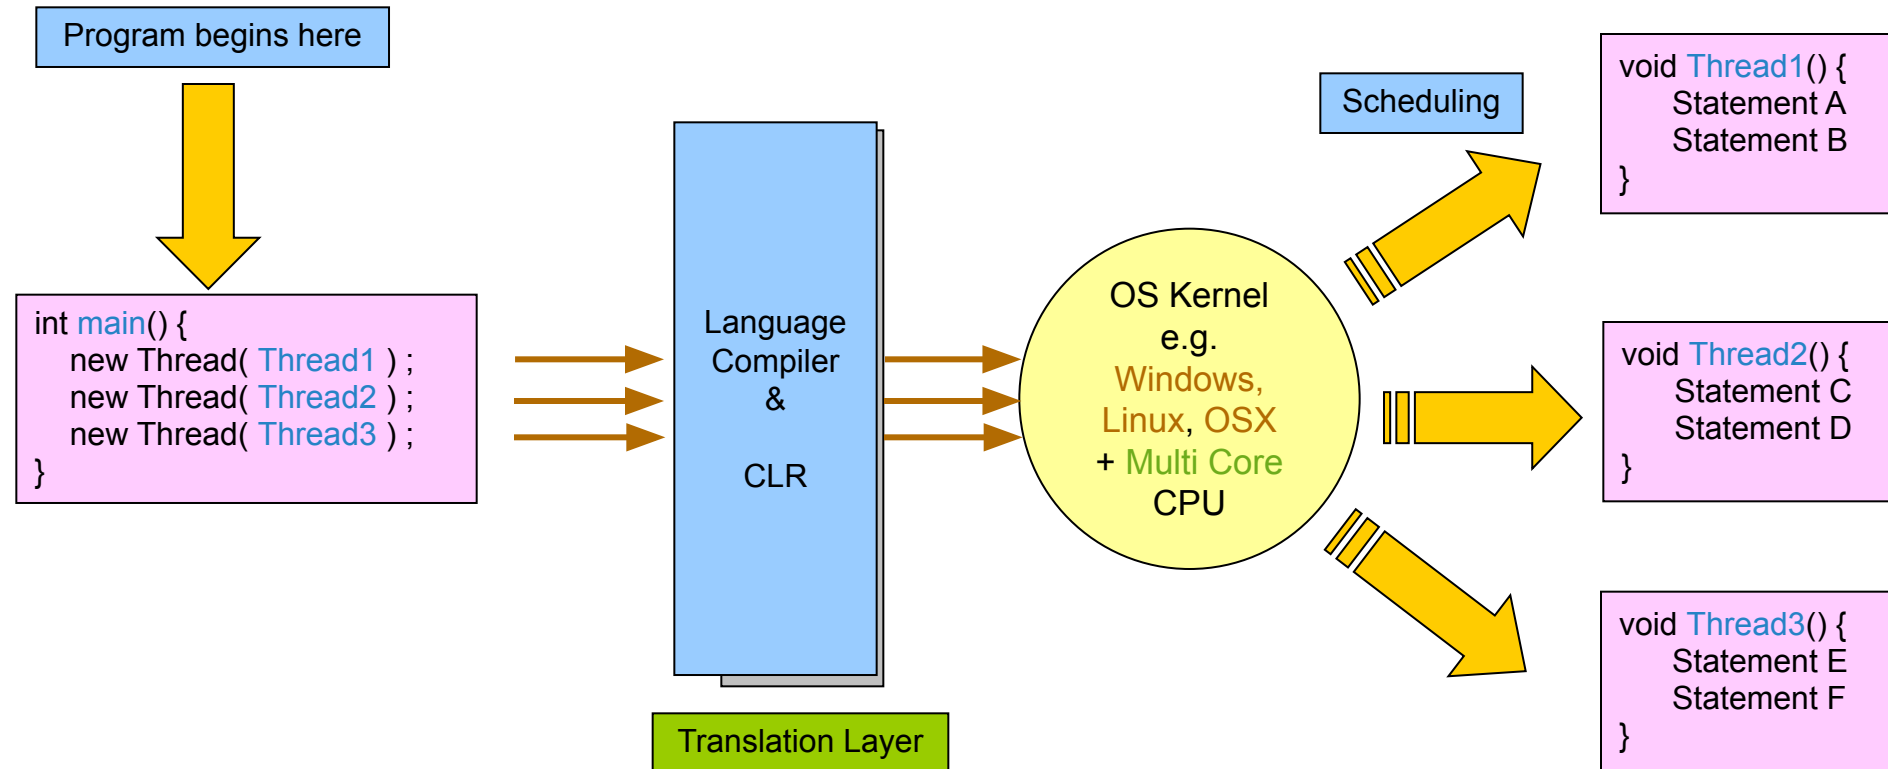 Program begins here
int main() {
new Thread( Thread1 ) ;
new Thread( Thread2 ) ;
new Thread( Thread3 ) ;
}
Language
Compiler
&
CLR
Translation Layer
OS Kernel
e.g.
Windows,
Linux, OSX
+ Multi Core
CPU
Scheduling
void Thread1() {
Statement A
Statement B
}
void Thread2() {
Statement C
Statement D
}
void Thread3() {
Statement E
Statement F
}